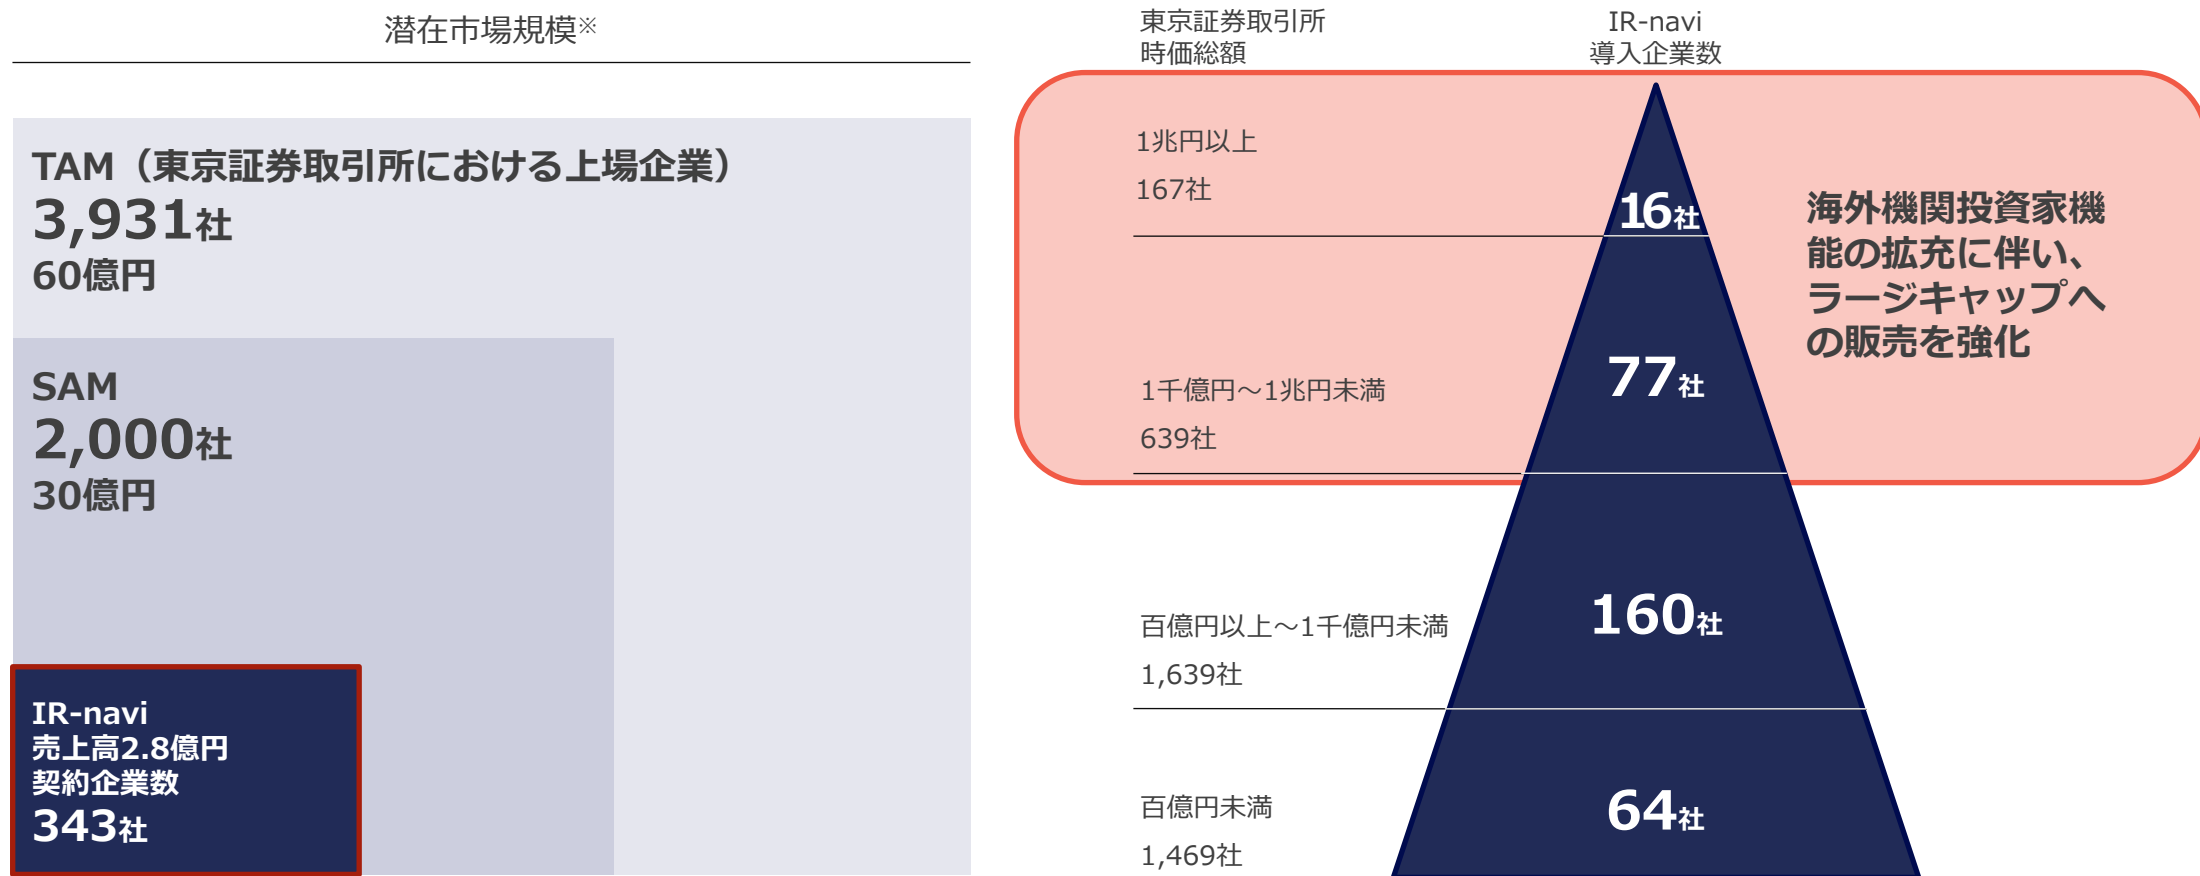 潜在市場規模※
TAM（東京証券取引所における上場企業）
3,931社
60億円
SAM
2,000社
30億円
IR-navi
売上高2.8億円
契約企業数
343社
東京証券取引所
時価総額
IR-navi
導入企業数
1兆円以上
167社
16社
1千億円～1兆円未満
639社
77社
海外機関投資家機
能の拡充に伴い、
ラージキャップへ
の販売を強化
百億円以上～1千億円未満
1,639社
160社
百億円未満
1,469社
64社